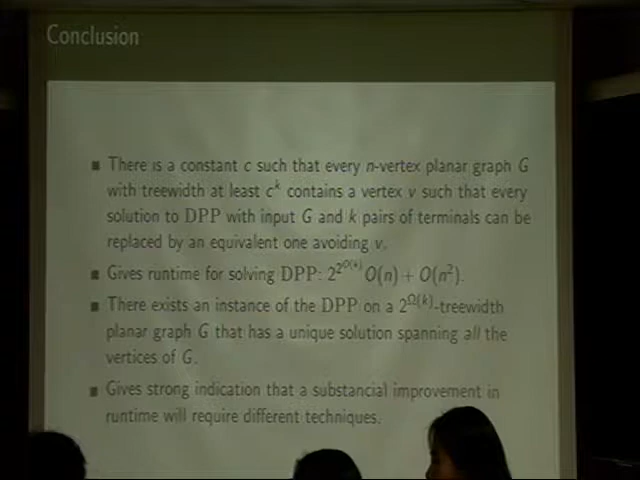 Conclusion
■ There is a constant c such that every n-vertex planar graph G
with treewidth at least c^k contains a vertex v such that every
solution to DPP with input G and k pairs of terminals can be
replaced by an equivalent one avoiding v.
■ Gives runtime for solving DPP: 2^{2^{O(k)}} O(n) + O(n^2).
■ There exists an instance of the DPP on a 2^{Ω(k)}-treewidth
planar graph G that has a unique solution spanning all the
vertices of G.
■ Gives strong indication that a substancial improvement in
runtime will require different techniques.